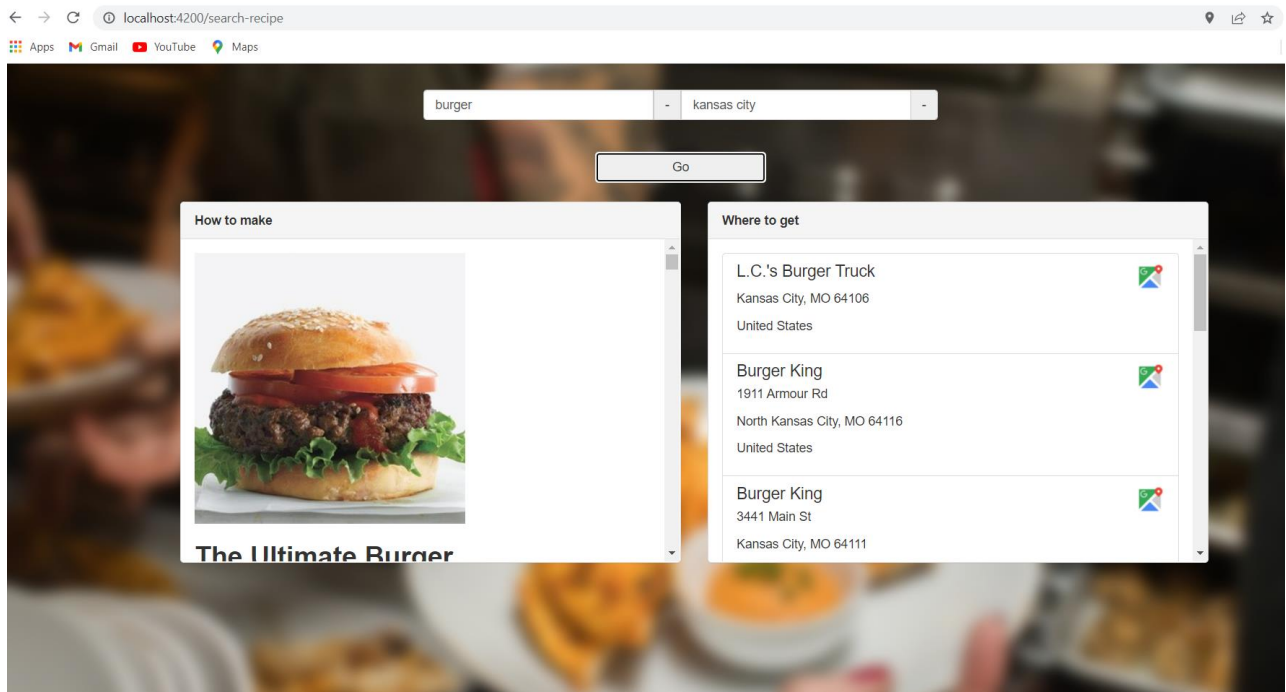 localhost:4200/search-recipe
Apps Gmail YouTube Maps
burger - kansas city -
Go
How to make
The Ultimate Burger
Where to get
L.C.'s Burger Truck
Kansas City, MO 64106
United States
Burger King
1911 Armour Rd
North Kansas City, MO 64116
United States
Burger King
3441 Main St
Kansas City, MO 64111